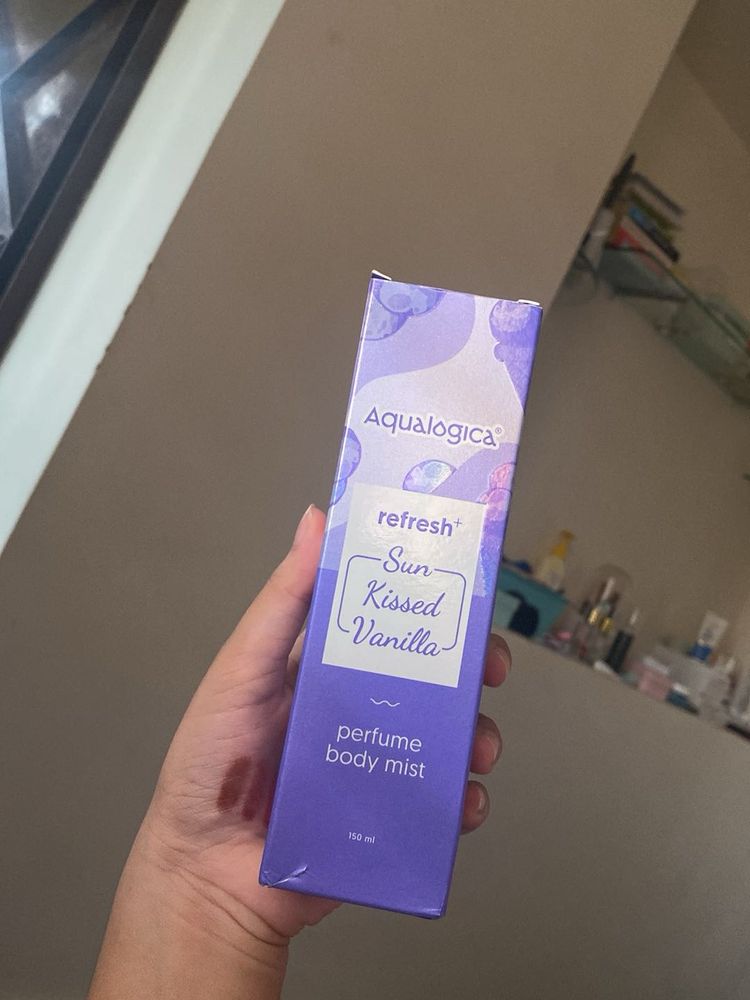 Aqualogica®
refresh+
Sun
Kissed
Vanilla
perfume
body mist
150 ml